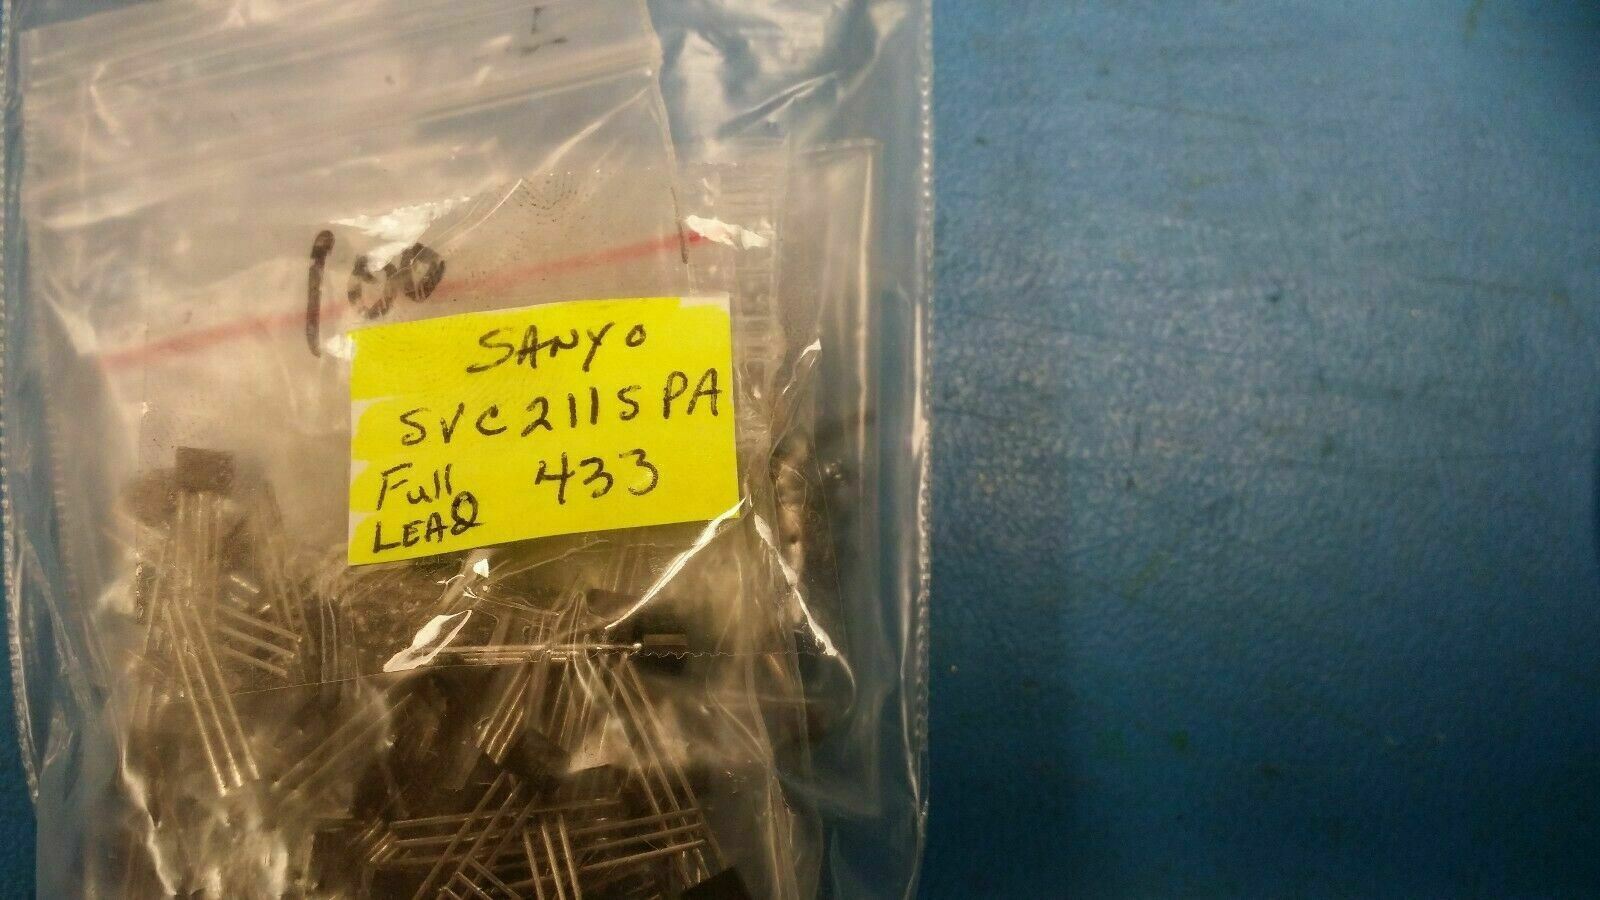 100
SANYO
SVC211SPA
Full 433
LEAD